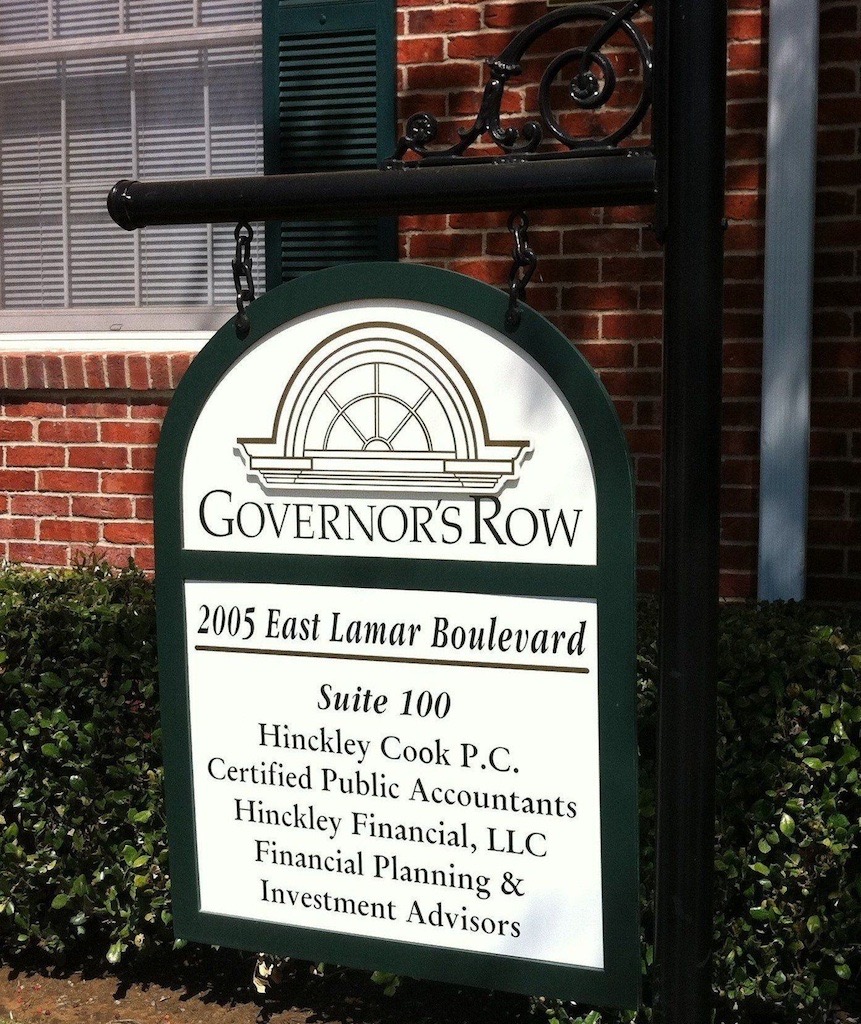 GOVERNOR'S ROW
2005 East Lamar Boulevard
Suite 100
Hinckley Cook P.C.
Certified Public Accountants
Hinckley Financial, LLC
Financial Planning &
Investment Advisors